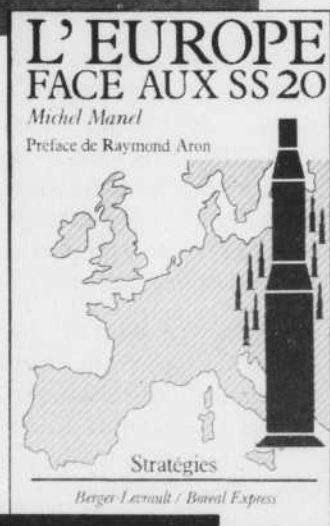 L'EUROPE
FACE AUX SS 20
Michel Manel
Préface de Raymond Aron
Stratégies
Berger-Levrault / Boréal Express